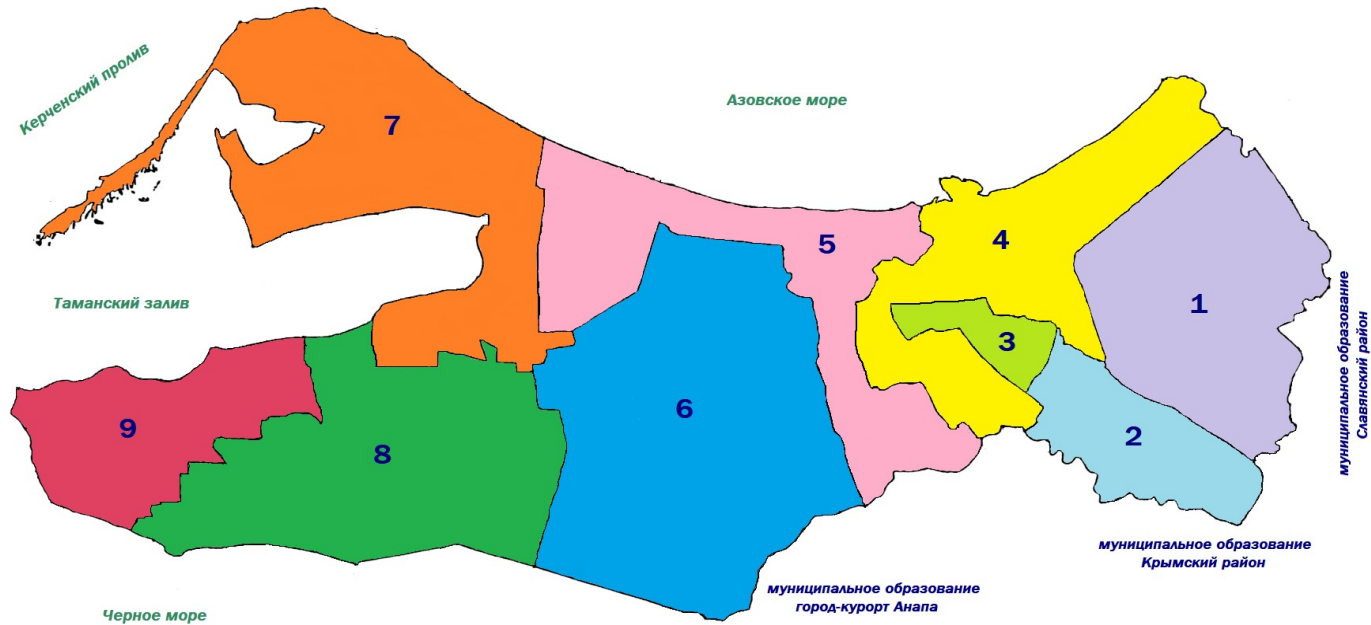 Керченский пролив
Азовское море
7
5
4
1
Таманский залив
3
6
9
8
2
муниципальное образование
Славянский район
муниципальное образование
Крымский район
муниципальное образование
город-курорт Анапа
Черное море